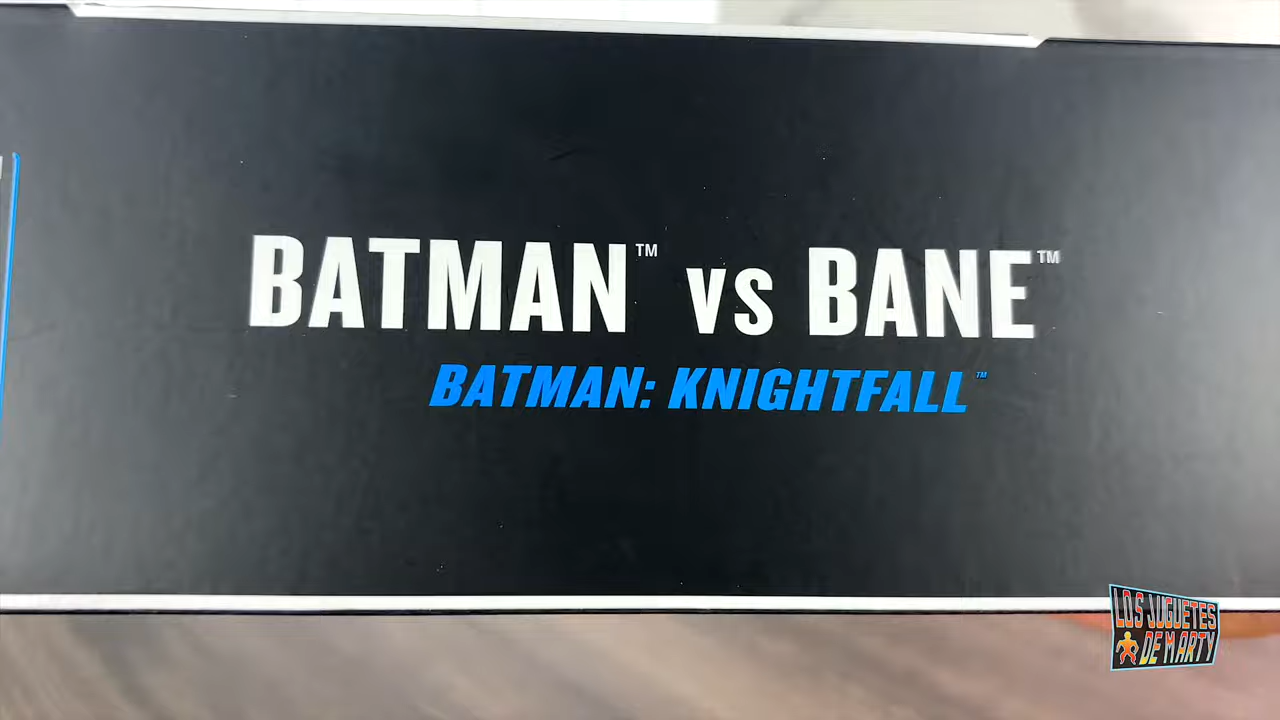 BATMAN™ vs BANE™
BATMAN: KNIGHTFALL™
LOS JUGUETES
DE MARTY